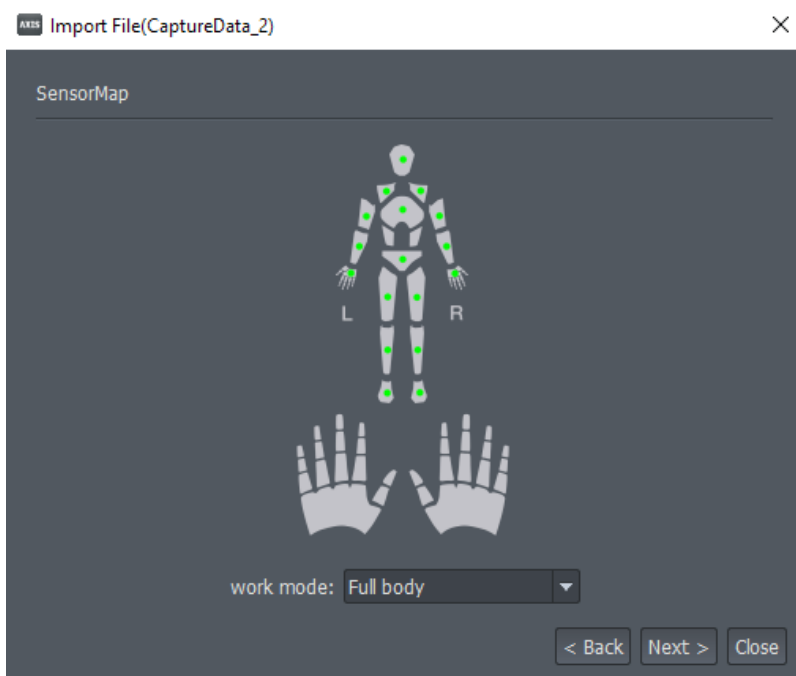 AXIS Import File(CaptureData_2)
SensorMap
L R
work mode: Full body
< Back Next > Close